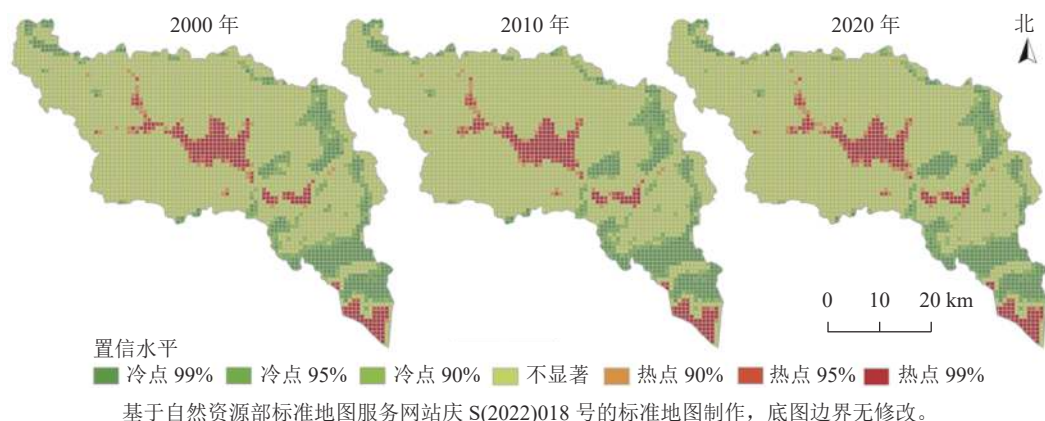 2000 年 2010 年 2020 年 北
0 10 20 km
置信水平
冷点 99% 冷点 95% 冷点 90% 不显著 热点 90% 热点 95% 热点 99%
基于自然资源部标准地图服务网站庆 S(2022)018 号的标准地图制作，底图边界无修改。